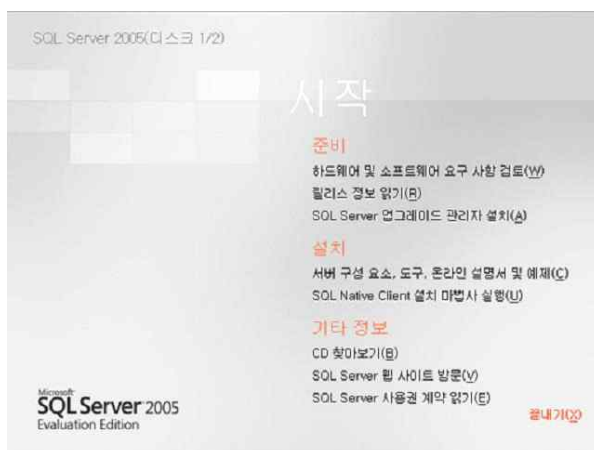 SQL Server 2005(디스크 1/2)
시작
준비
하드웨어 및 소프트웨어 요구 사항 검토(W)
릴리스 정보 읽기(R)
SQL Server 업그레이드 관리자 설치(A)
설치
서버 구성 요소, 도구, 온라인 설명서 및 예제(C)
SQL Native Client 설치 마법사 실행(U)
기타 정보
CD 찾아보기(B)
SQL Server 웹 사이트 방문(V)
SQL Server 사용권 계약 읽기(E)
끝내기(X)
Microsoft
SQL Server 2005
Evaluation Edition